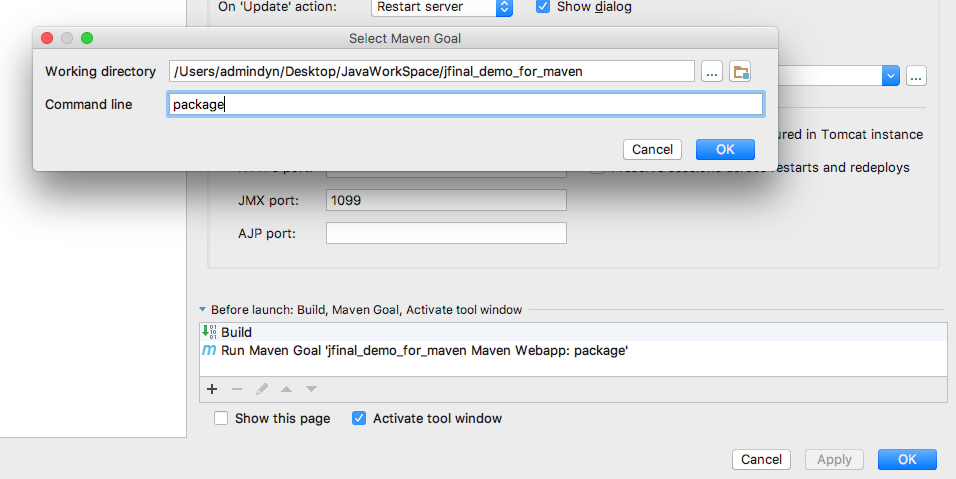 On 'Update' action:
Restart server
Show dialog
Select Maven Goal
Working directory
/Users/admindyn/Desktop/JavaWorkSpace/jfinal_demo_for_maven
...
Command line
package
...
Cancel
OK
ured in Tomcat instance
restarts and redeploys
JMX port:
1099
AJP port:
Before launch: Build, Maven Goal, Activate tool window
Build
Run Maven Goal 'jfinal_demo_for_maven Maven Webapp: package'
Show this page
Activate tool window
Cancel
Apply
OK